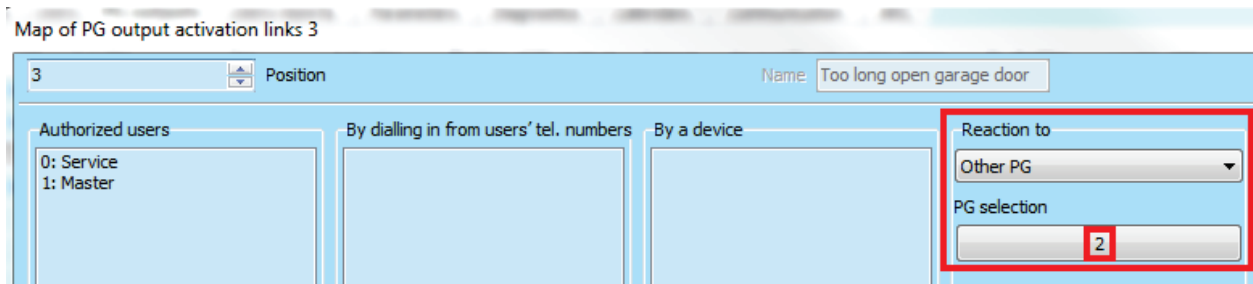 Map of PG output activation links 3
3 Position Name Too long open garage door
Authorized users By dialling in from users’ tel. numbers By a device Reaction to
0: Service
1: Master
Other PG
PG selection
2